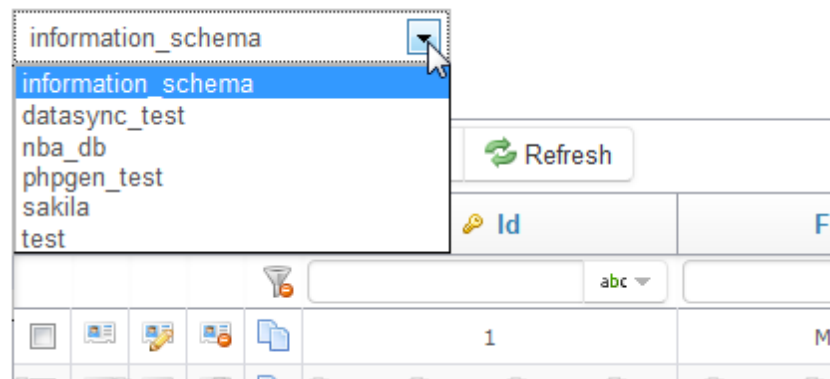 information_schema
information_schema
datasync_test
nba_db
phpgen_test
sakila
test
Refresh
Id
F
abc
1
M